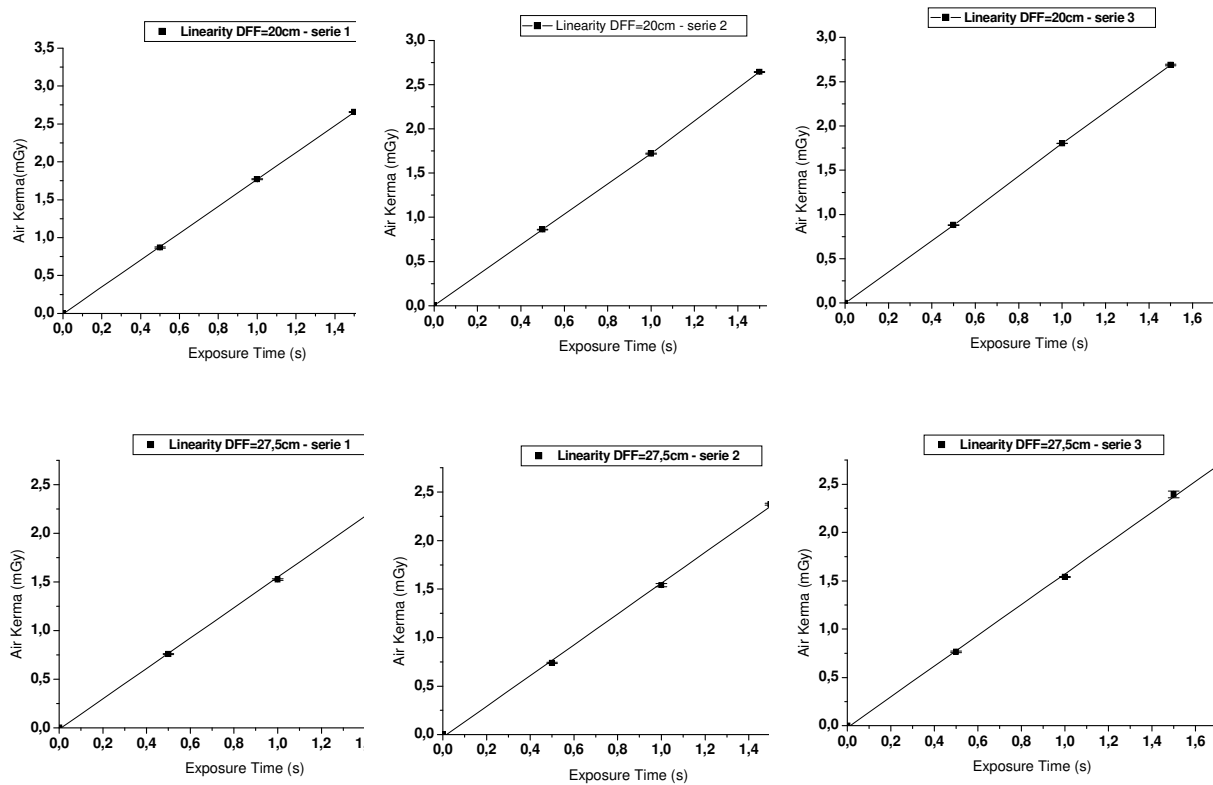 Linearity DFF=20cm - serie 1
3,5
3,0
2,5
2,0
1,5
1,0
0,5
0,0
Air Kerma(mGy)
0,0 0,2 0,4 0,6 0,8 1,0 1,2 1,4
Exposure Time (s)
Linearity DFF=20cm - serie 2
3,0
2,5
2,0
1,5
1,0
0,5
0,0
Air Kerma (mGy)
0,0 0,2 0,4 0,6 0,8 1,0 1,2 1,4
Exposure Time (s)
Linearity DFF=20cm - serie 3
3,0
2,5
2,0
1,5
1,0
0,5
0,0
Air Kerma (mGy)
0,0 0,2 0,4 0,6 0,8 1,0 1,2 1,4 1,6
Exposure Time (s)
Linearity DFF=27,5cm - serie 1
2,5
2,0
1,5
1,0
0,5
0,0
Air Kerma (mGy)
0,0 0,2 0,4 0,6 0,8 1,0 1,2
Exposure Time (s)
Linearity DFF=27,5cm - serie 2
2,5
2,0
1,5
1,0
0,5
0,0
Air Kerma (mGy)
0,0 0,2 0,4 0,6 0,8 1,0 1,2 1,4
Exposure Time (s)
Linearity DFF=27,5cm - serie 3
2,5
2,0
1,5
1,0
0,5
0,0
Air Kerma (mGy)
0,0 0,2 0,4 0,6 0,8 1,0 1,2 1,4 1,6
Exposure Time (s)